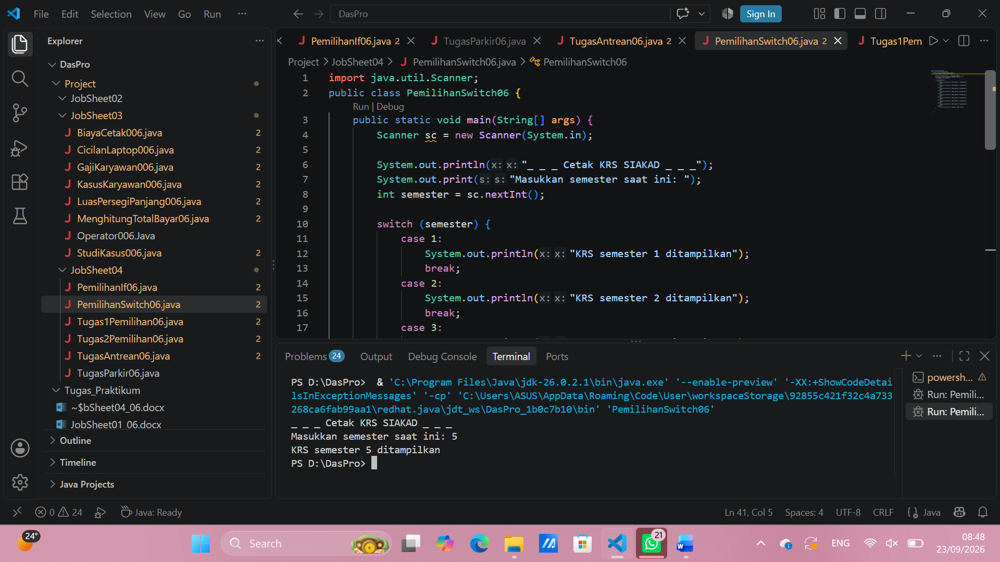 File Edit Selection View Go Run ...
DasPro
Sign In
Explorer
DasPro
Project
JobSheet02
JobSheet03
BiayaCetak006.java 2
CicilanLaptop006.java 2
GajiKaryawan006.java 2
KasusKaryawan006.java 2
LuasPersegiPanjang006.java 2
MenghitungTotalBayar06.java 2
Operator006.Java
StudiKasus006.java 2
JobSheet04
PemilihanIf06.java 2
PemilihanSwitch06.java 2
Tugas1Pemilihan06.java 2
Tugas2Pemilihan06.java 2
TugasAntrean06.java 2
TugasParkir06.java
Tugas_Praktikum
~$bSheet04_06.docx
JobSheet01_06.docx
Outline
Timeline
Java Projects
PemilihanIf06.java 2
TugasParkir06.java
TugasAntrean06.java 2
PemilihanSwitch06.java 2
Tugas1Pem
Project > JobSheet04 > PemilihanSwitch06.java > PemilihanSwitch06
1 import java.util.Scanner;
2 public class PemilihanSwitch06 {
Run | Debug
3 public static void main(String[] args) {
4 Scanner sc = new Scanner(System.in);
5
6 System.out.println(x: x: "_ _ _ Cetak KRS SIAKAD _ _ _");
7 System.out.print(s: s: "Masukkan semester saat ini: ");
8 int semester = sc.nextInt();
9
10 switch (semester) {
11 case 1:
12 System.out.println(x: x: "KRS semester 1 ditampilkan");
13 break;
14 case 2:
15 System.out.println(x: x: "KRS semester 2 ditampilkan");
16 break;
17 case 3:
Problems 24 Output Debug Console Terminal Ports
PS D:\DasPro> & 'C:\Program Files\Java\jdk-26.0.2.1\bin\java.exe' '--enable-preview' '-XX:+ShowCodeDetai
lsInExceptionMessages' '-cp' 'C:\Users\ASUS\AppData\Roaming\Code\User\workspaceStorage\92855c421f32c4a733
268ca6fab99aa1\redhat.java\jdt_ws\DasPro_1b0c7b10\bin' 'PemilihanSwitch06'
_ _ _ Cetak KRS SIAKAD _ _ _
Masukkan semester saat ini: 5
KRS semester 5 ditampilkan
PS D:\DasPro>
powersh...
Run: Pemili...
Run: Pemili...
0 24 Java: Ready
Ln 41, Col 5 Spaces: 4 UTF-8 CRLF Java
24°
Search
21
ENG
08:48
23/09/2026